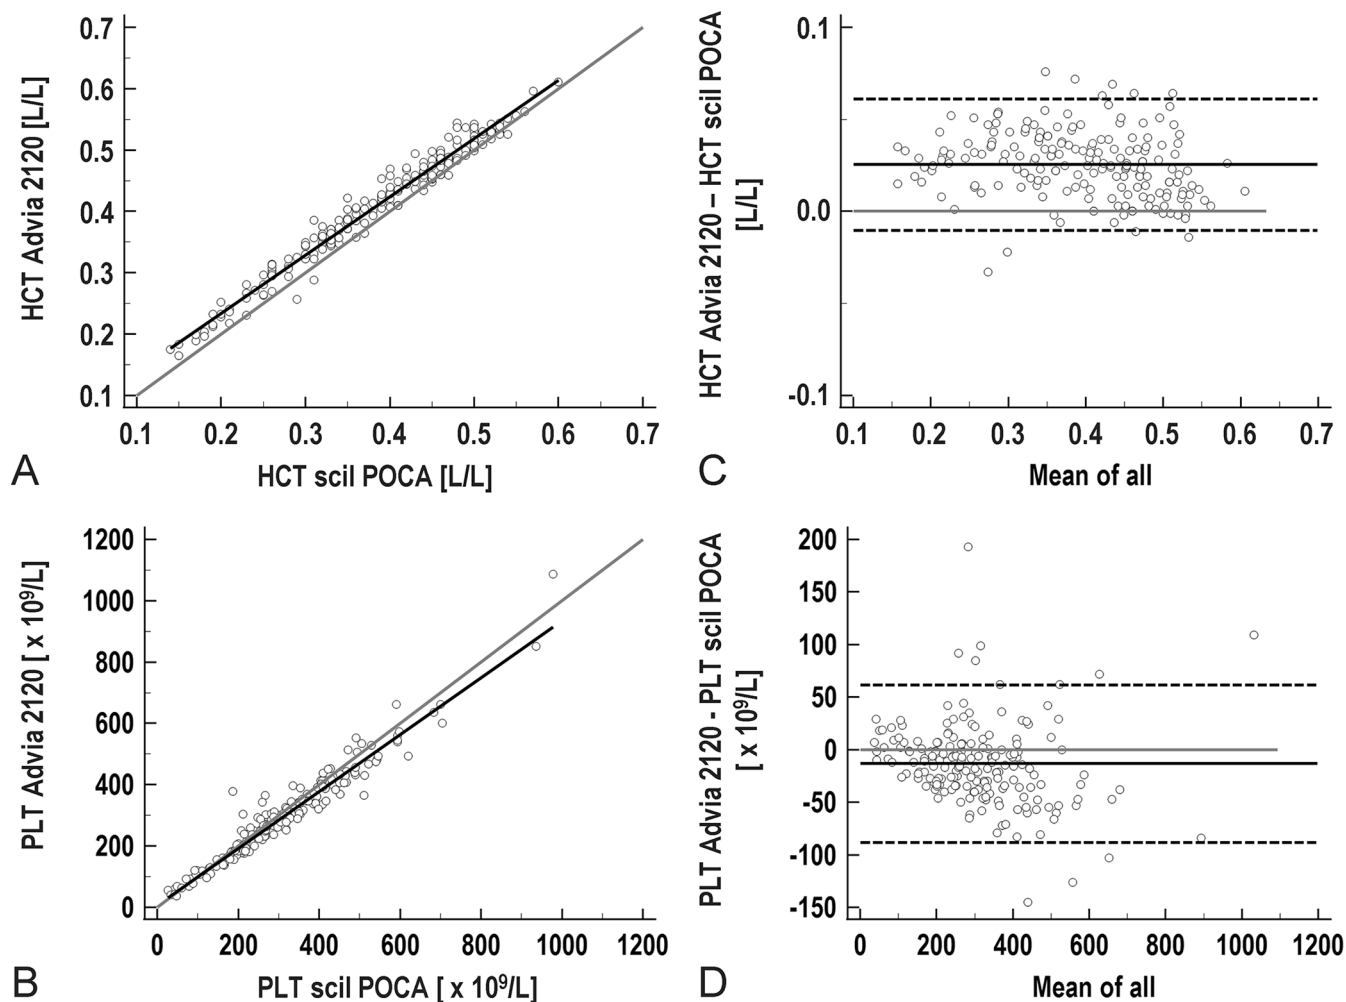 HCT Advia 2120 [L/L]
0.7
0.6
0.5
0.4
0.3
0.2
0.1
0.1 0.2 0.3 0.4 0.5 0.6 0.7
HCT scil POCA [L/L]
A
HCT Advia 2120 – HCT scil POCA
[L/L]
0.1
0.0
-0.1
0.1 0.2 0.3 0.4 0.5 0.6 0.7
Mean of all
C
PLT Advia 2120 [ x 10⁹/L]
1200
1000
800
600
400
200
0
0 200 400 600 800 1000 1200
PLT scil POCA [ x 10⁹/L]
B
PLT Advia 2120 - PLT scil POCA
[ x 10⁹/L]
200
150
100
50
0
-50
-100
-150
0 200 400 600 800 1000 1200
Mean of all
D